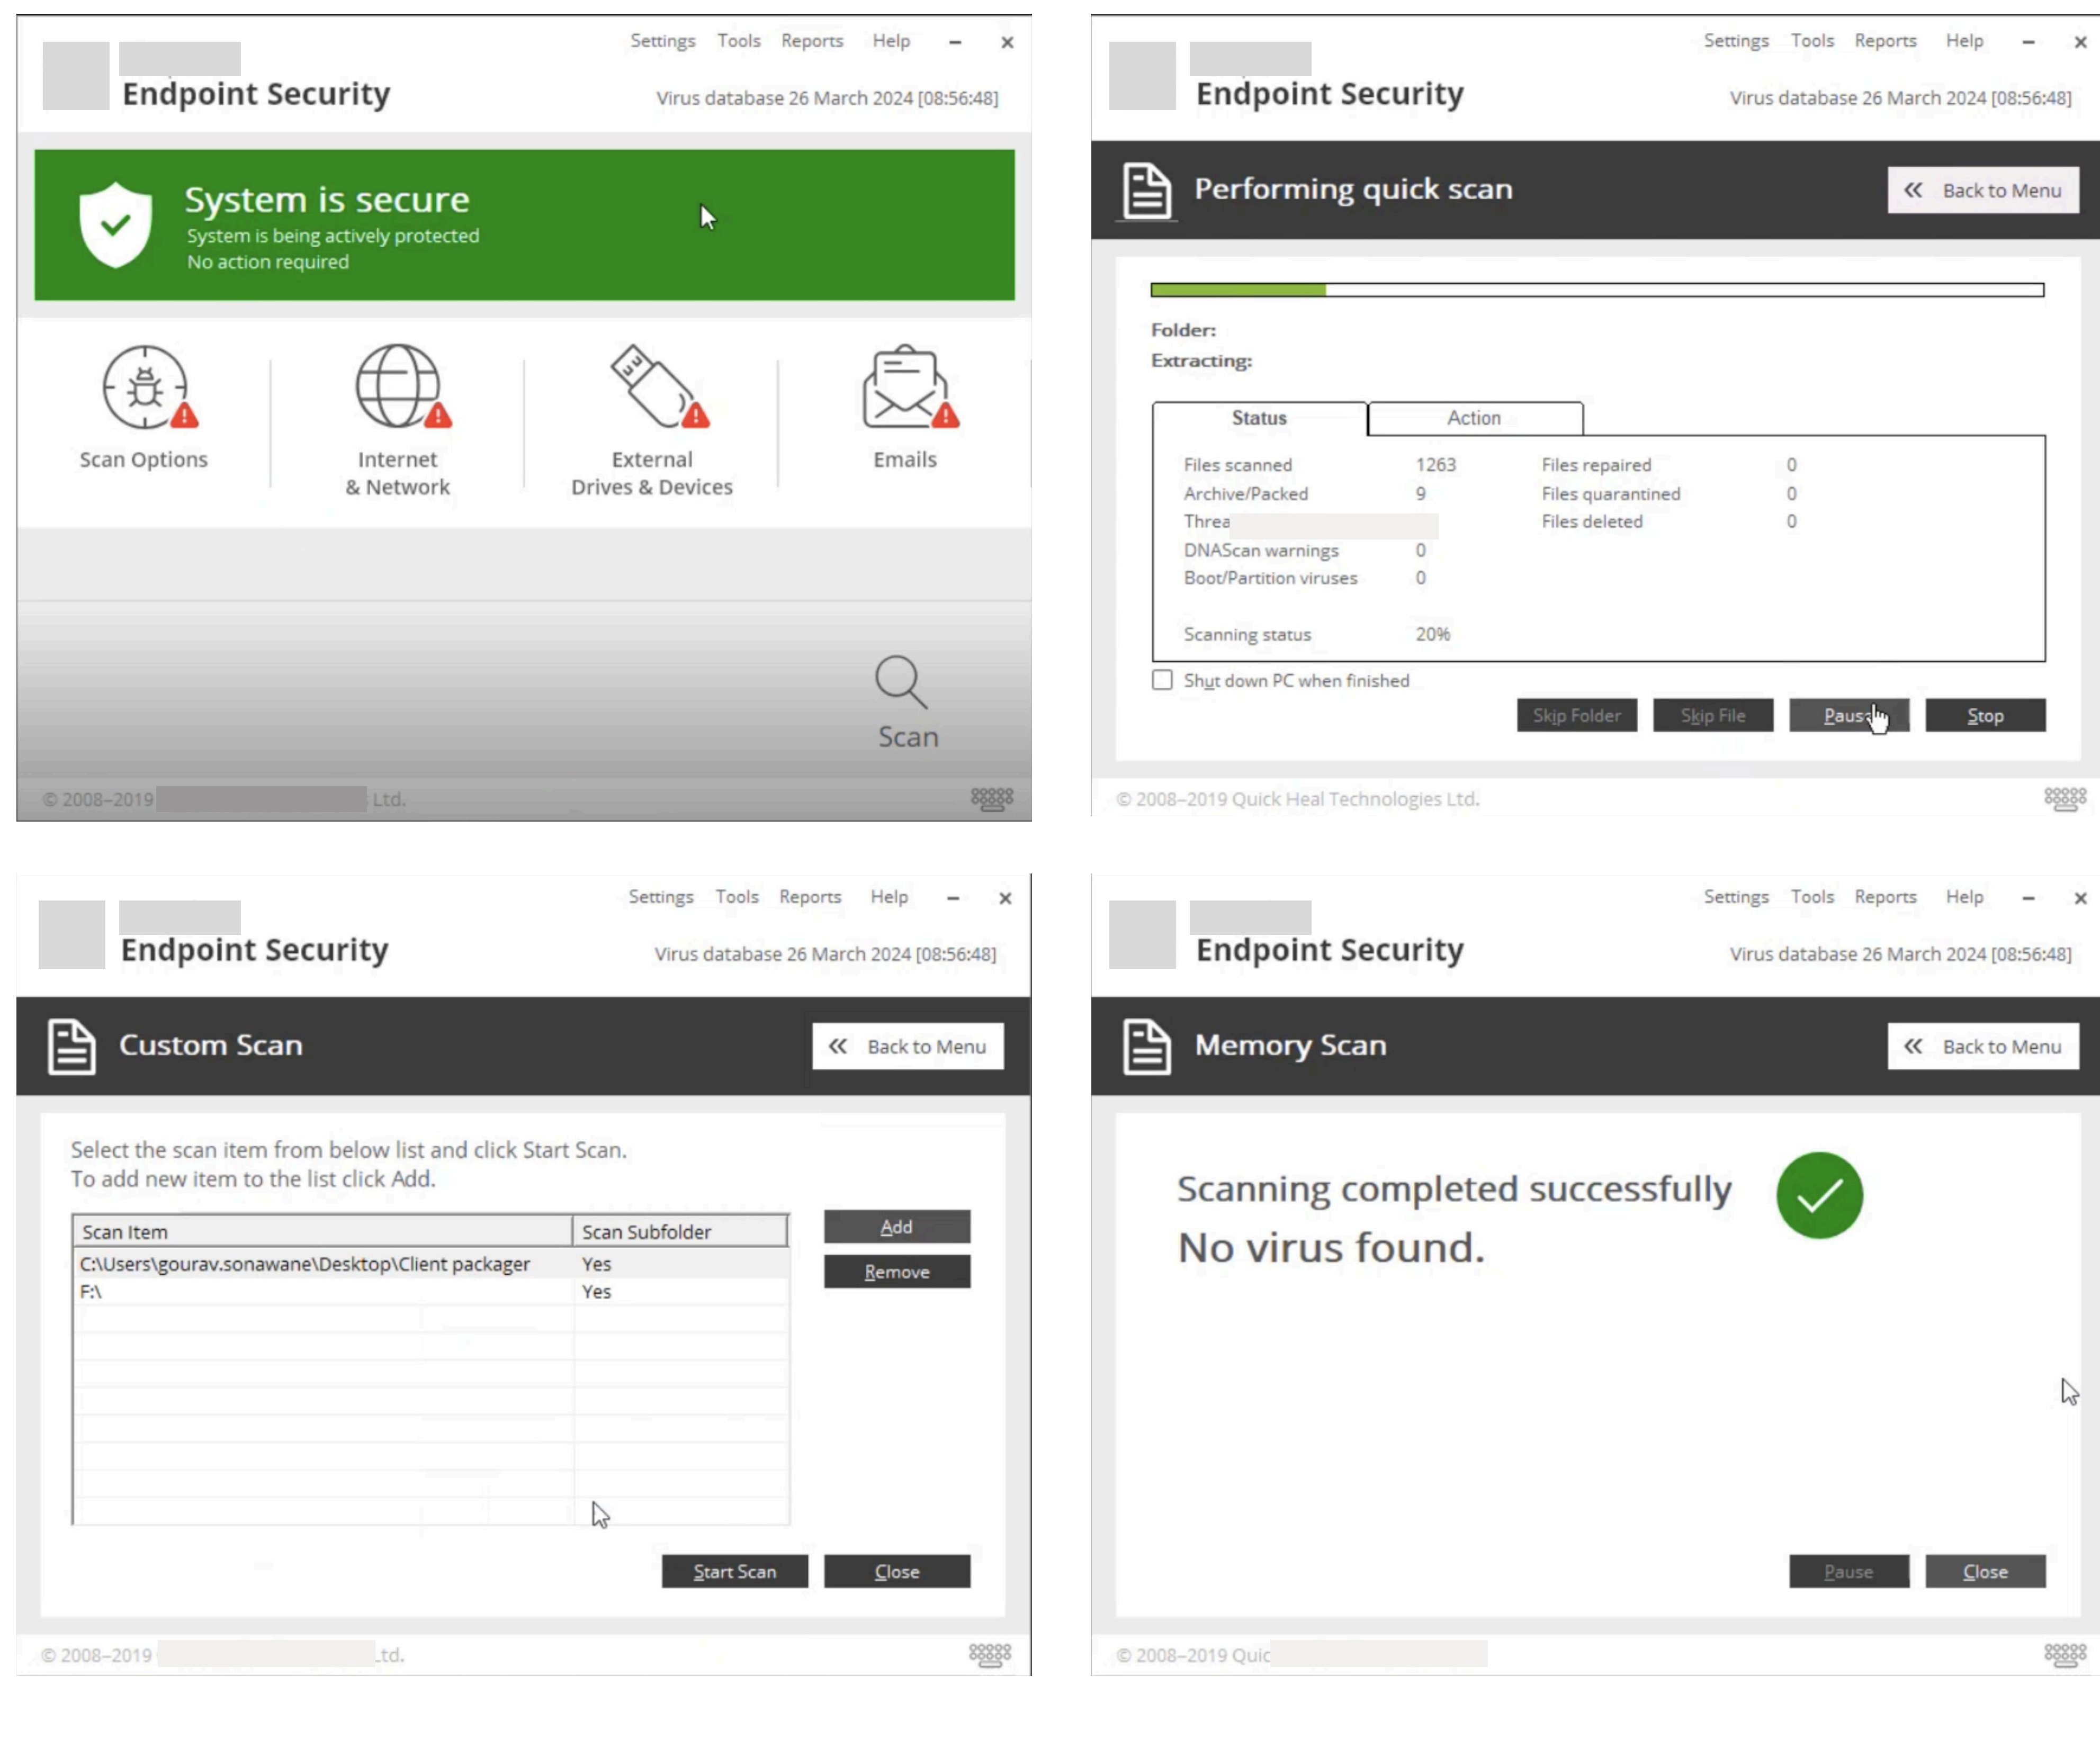 Settings Tools Reports Help
Endpoint Security
Virus database 26 March 2024 [08:56:48]
System is secure
System is being actively protected
No action required
Scan Options
Internet
& Network
External
Drives & Devices
Emails
Scan
© 2008–2019 Ltd.
Settings Tools Reports Help
Endpoint Security
Virus database 26 March 2024 [08:56:48]
Performing quick scan
Back to Menu
Folder:
Extracting:
Status Action
Files scanned 1263 Files repaired 0
Archive/Packed 9 Files quarantined 0
Files deleted 0
DNAScan warnings 0
Boot/Partition viruses 0
Scanning status 20%
Shut down PC when finished
Skip Folder Skip File Stop
© 2008–2019 Quick Heal Technologies Ltd.
Settings Tools Reports Help
Endpoint Security
Virus database 26 March 2024 [08:56:48]
Custom Scan
Back to Menu
Select the scan item from below list and click Start Scan.
To add new item to the list click Add.
Scan Item Scan Subfolder
C:\Users\gourav.sonawane\Desktop\Client packager Yes
F:\ Yes
Add
Remove
Start Scan Close
© 2008–2019 Ltd.
Settings Tools Reports Help
Endpoint Security
Virus database 26 March 2024 [08:56:48]
Memory Scan
Back to Menu
Scanning completed successfully
No virus found.
Pause Close
© 2008–2019